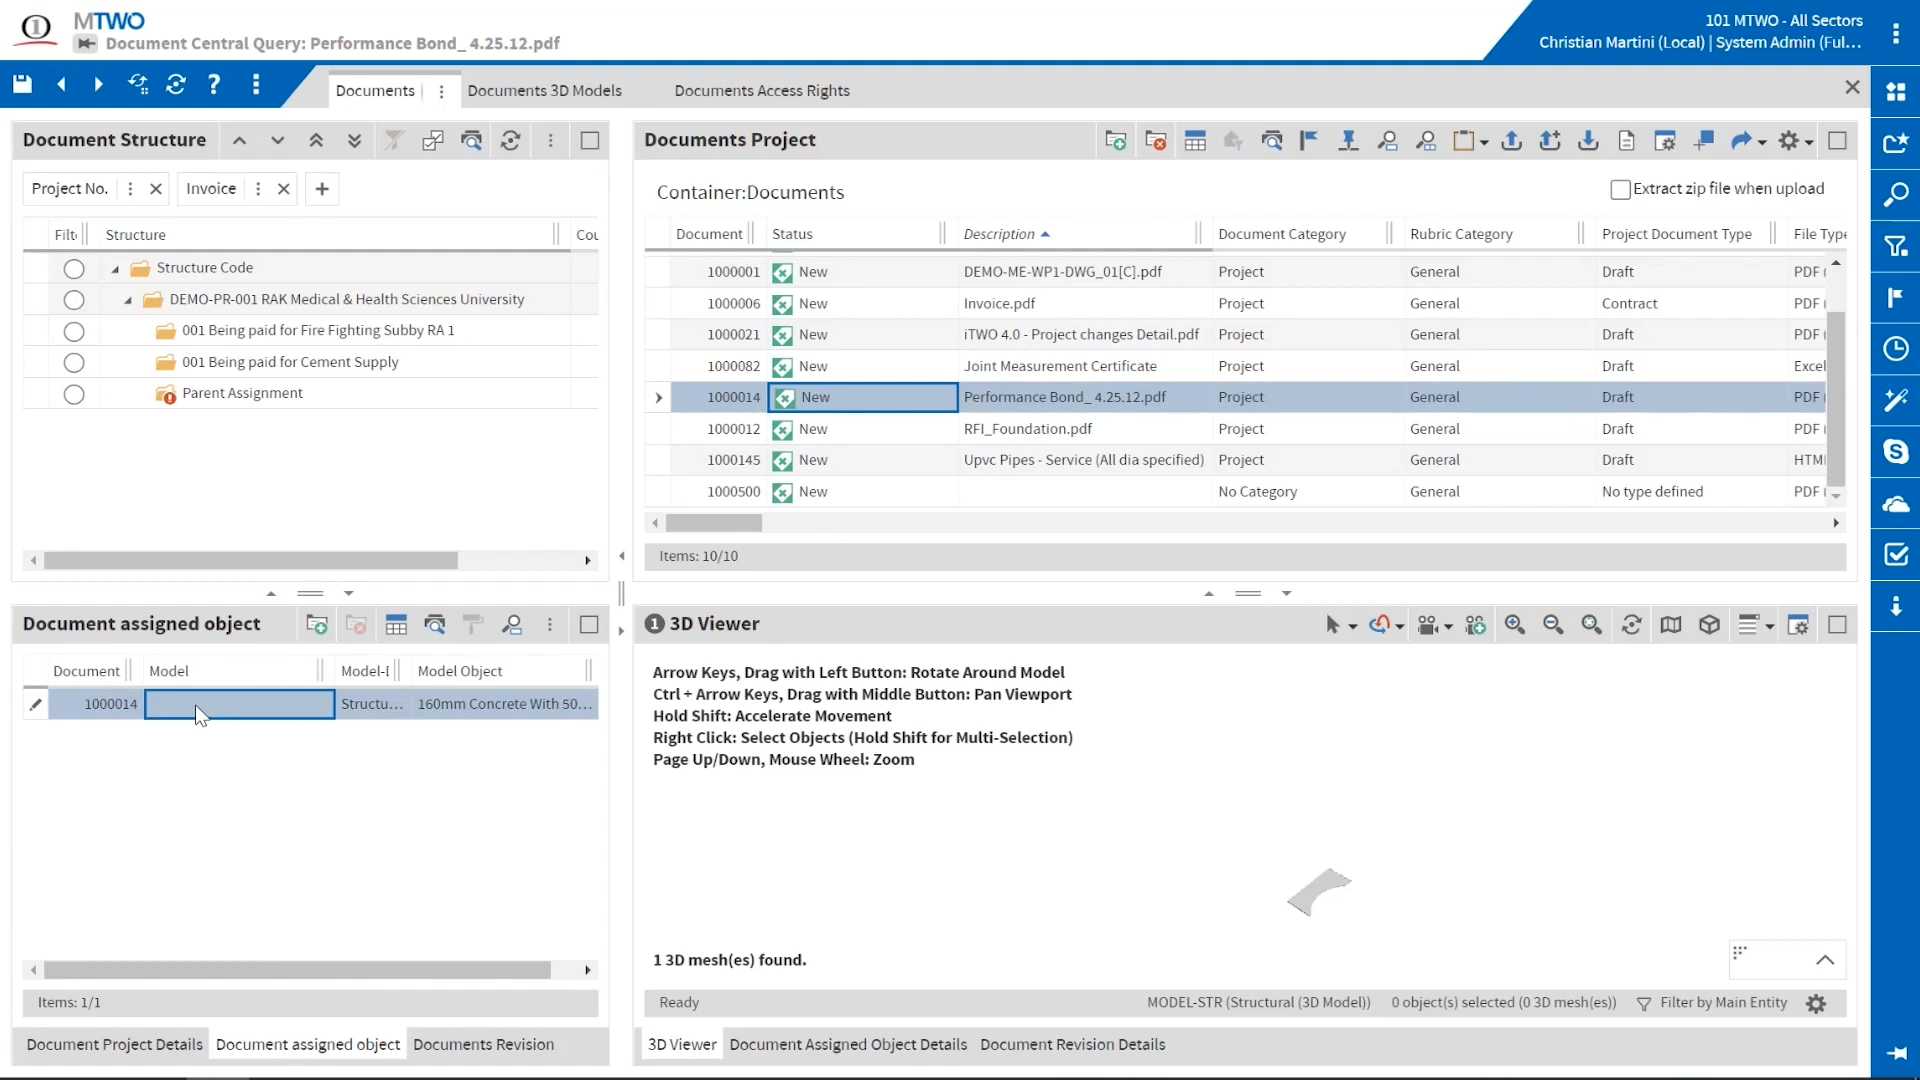 MTWO
Document Central Query: Performance Bond_ 4.25.12.pdf
101 MTWO - All Sectors
Christian Martini (Local) | System Admin (Ful...
Documents
Documents 3D Models
Documents Access Rights
Document Structure
Project No.
Invoice
Structure
Structure Code
DEMO-PR-001 RAK Medical & Health Sciences University
001 Being paid for Fire Fighting Subby RA 1
001 Being paid for Cement Supply
Parent Assignment
Documents Project
Container:Documents
Extract zip file when upload
Document Status Description Document Category Rubric Category Project Document Type File Type
1000001 New DEMO-ME-WP1-DWG_01[C].pdf Project General Draft PDF
1000006 New Invoice.pdf Project General Contract PDF
1000021 New iTWO 4.0 - Project changes Detail.pdf Project General Draft PDF
1000082 New Joint Measurement Certificate Project General Draft Excel
1000014 New Performance Bond_ 4.25.12.pdf Project General Draft PDF
1000012 New RFI_Foundation.pdf Project General Draft PDF
1000145 New Upvc Pipes - Service (All dia specified) Project General Draft
1000500 New No Category General No type defined PDF
Items: 10/10
Document assigned object
Document Model Model Object
1000014 Structu... 160mm Concrete With 50...
Items: 1/1
Document Project Details
Document assigned object
Documents Revision
1 3D Viewer
Arrow Keys, Drag with Left Button: Rotate Around Model
Ctrl + Arrow Keys, Drag with Middle Button: Pan Viewport
Hold Shift: Accelerate Movement
Right Click: Select Objects (Hold Shift for Multi-Selection)
Page Up/Down, Mouse Wheel: Zoom
1 3D mesh(es) found.
Ready
MODEL-STR (Structural (3D Model))
0 object(s) selected (0 3D mesh(es))
Filter by Main Entity
3D Viewer
Document Assigned Object Details
Document Revision Details